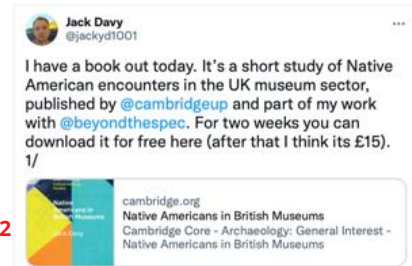 Jack Davy
@jackyd1001
...
I have a book out today. It's a short study of Native
American encounters in the UK museum sector,
published by @cambridgeup and part of my work
with @beyondthespec. For two weeks you can
download it for free here (after that I think its £15).
1/
Native
Americans in
British Museums
Jack Davy
cambridge.org
Native Americans in British Museums
Cambridge Core - Archaeology: General Interest -
Native Americans in British Museums
2